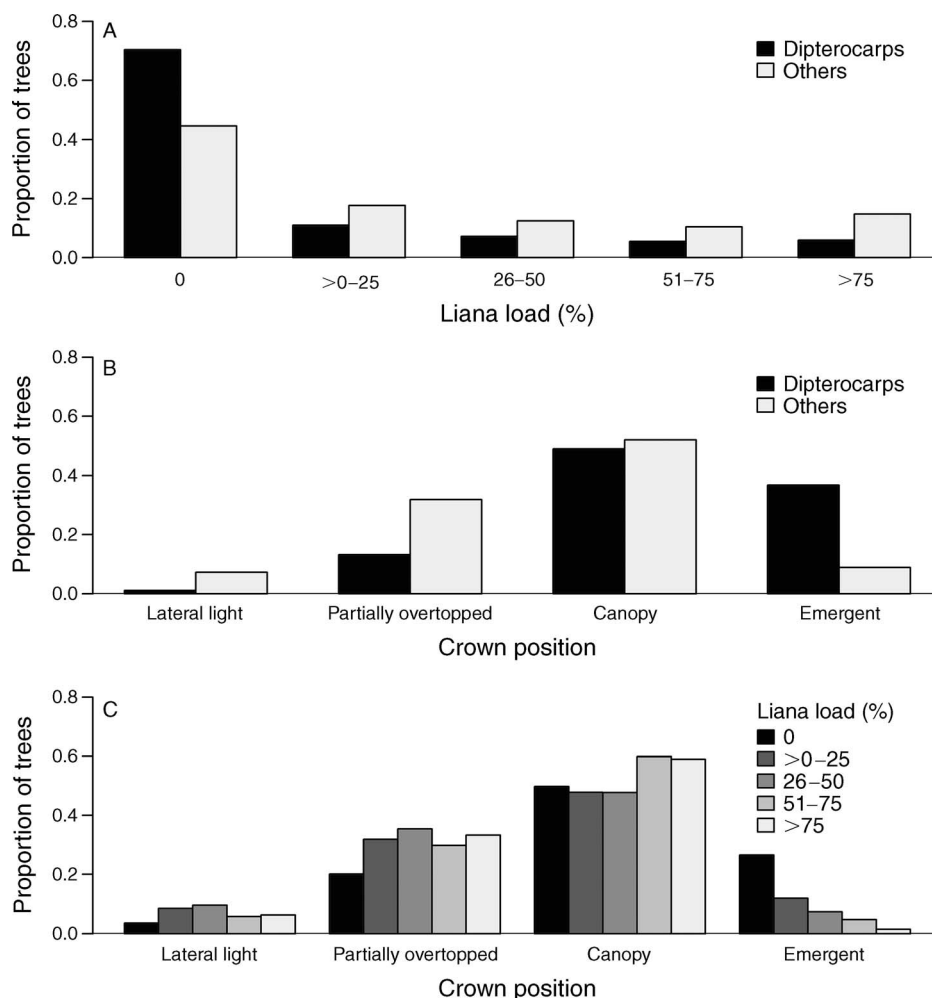 A
0.8
0.6
0.4
0.2
0.0
Proportion of trees
Dipterocarps
Others
0
>0–25
26–50
51–75
>75
Liana load (%)
B
0.8
0.6
0.4
0.2
0.0
Proportion of trees
Dipterocarps
Others
Lateral light
Partially overtopped
Canopy
Emergent
Crown position
C
0.8
0.6
0.4
0.2
0.0
Proportion of trees
Liana load (%)
0
>0–25
26–50
51–75
>75
Lateral light
Partially overtopped
Canopy
Emergent
Crown position